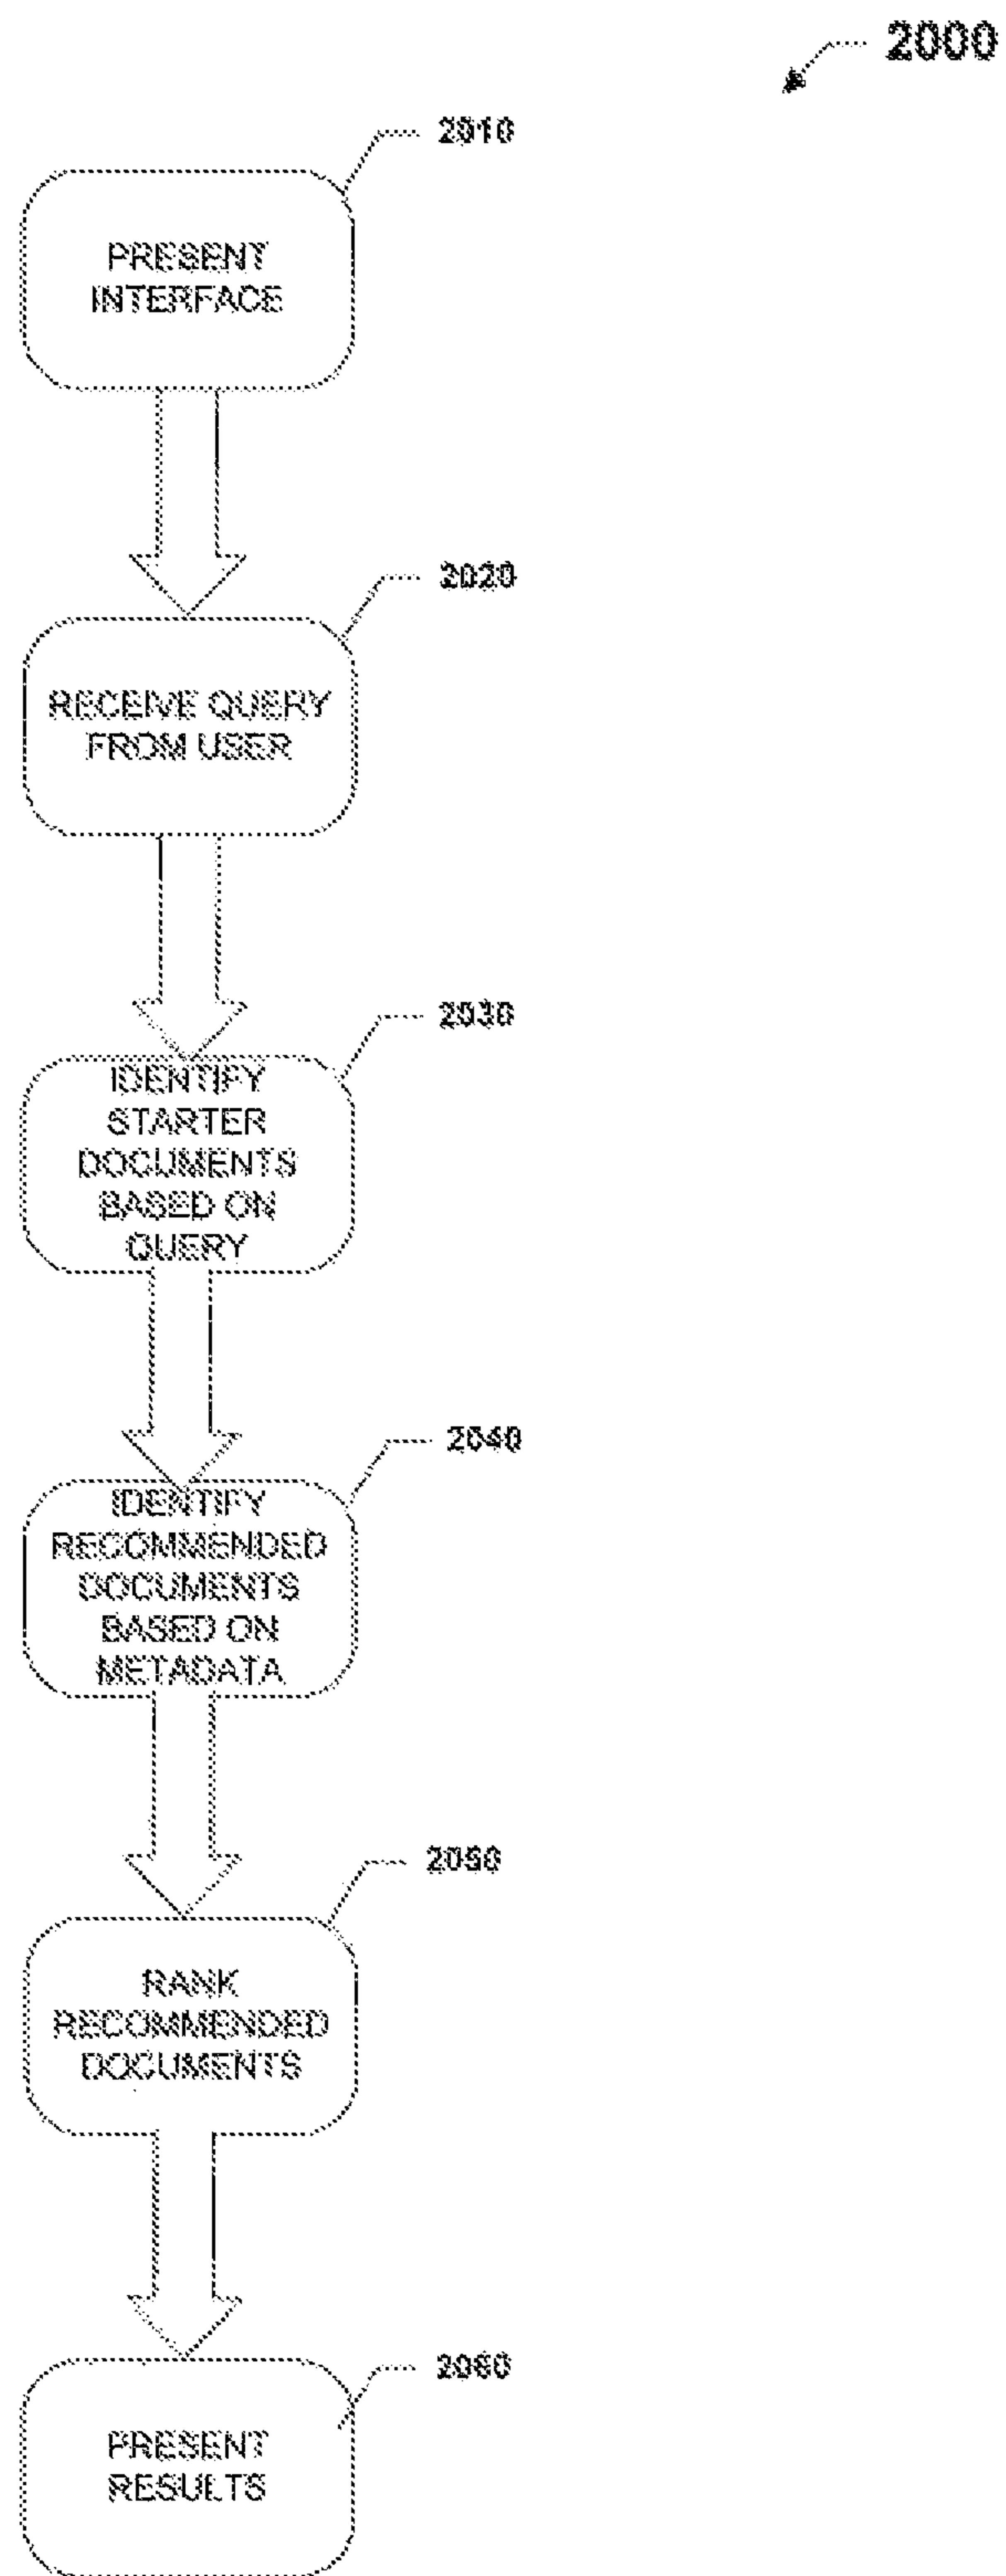 2000
2010
PRESENT
INTERFACE
2020
RECEIVE QUERY
FROM USER
2030
IDENTIFY
STARTER
DOCUMENTS
BASED ON
QUERY
2040
IDENTIFY
RECOMMENDED
DOCUMENTS
BASED ON
METADATA
2050
RANK
RECOMMENDED
DOCUMENTS
2060
PRESENT
RESULTS